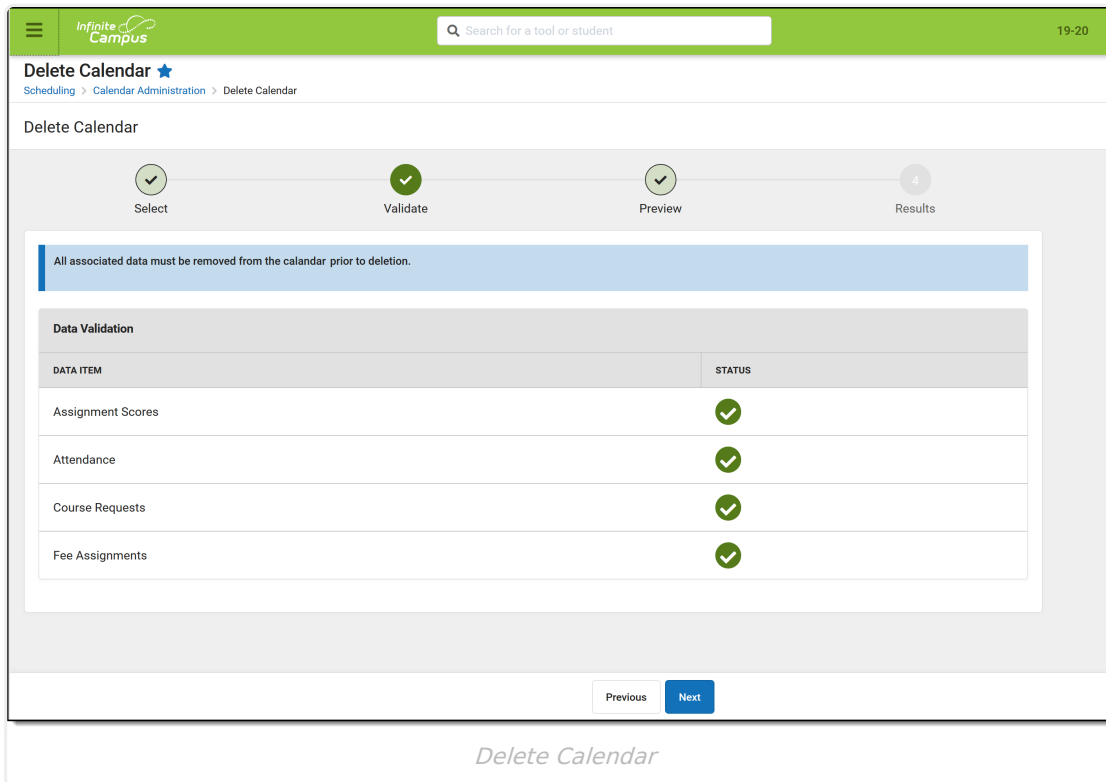 Infinite
Campus
Search for a tool or student
19-20
Delete Calendar
Scheduling > Calendar Administration > Delete Calendar
Delete Calendar
4
Select
Validate
Preview
Results
All associated data must be removed from the calandar prior to deletion.
Data Validation
DATA ITEM STATUS
Assignment Scores
Attendance
Course Requests
Fee Assignments
Previous Next
Delete Calendar